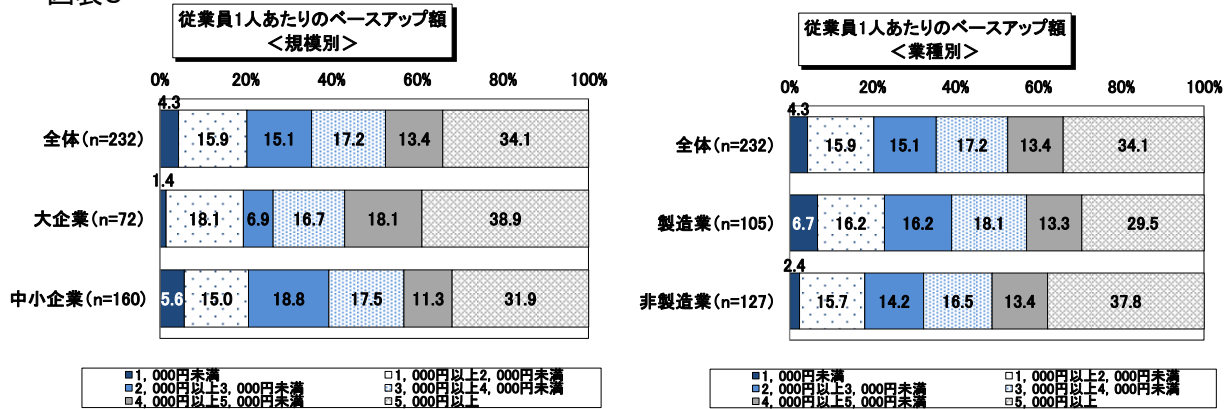 従業員1人あたりのベースアップ額
＜規模別＞
0% 20% 40% 60% 80% 100%
4.3
全体(n=232) 15.9 15.1 17.2 13.4 34.1
1.4
大企業(n=72) 18.1 6.9 16.7 18.1 38.9
中小企業(n=160) 5.6 15.0 18.8 17.5 11.3 31.9
1，000円未満 1，000円以上2，000円未満
2，000円以上3，000円未満 3，000円以上4，000円未満
4，000円以上5，000円未満 5，000円以上
従業員1人あたりのベースアップ額
＜業種別＞
0% 20% 40% 60% 80% 100%
4.3
全体(n=232) 15.9 15.1 17.2 13.4 34.1
製造業(n=105) 6.7 16.2 16.2 18.1 13.3 29.5
2.4
非製造業(n=127) 15.7 14.2 16.5 13.4 37.8
1，000円未満 1，000円以上2，000円未満
2，000円以上3，000円未満 3，000円以上4，000円未満
4，000円以上5，000円未満 5，000円以上